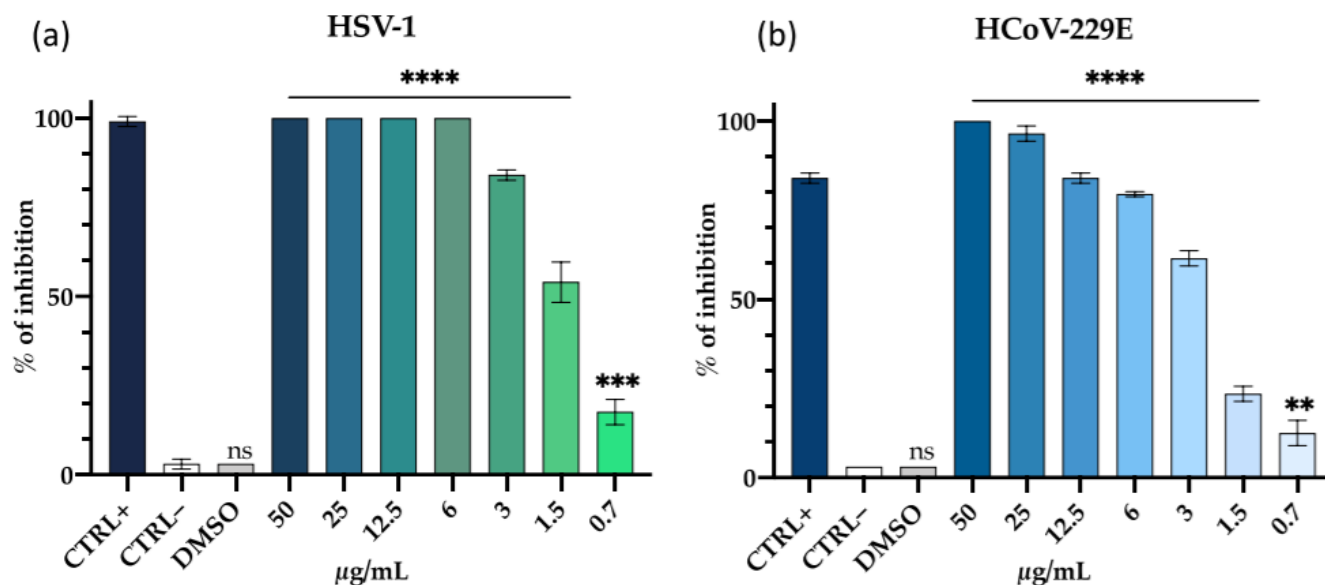 (a)
HSV-1
****
% of inhibition
100
50
0
ns
***
CTRL+
CTRL−
DMSO
50
25
12.5
6
3
1.5
0.7
µg/mL
(b)
HCoV-229E
****
% of inhibition
100
50
0
ns
**
CTRL+
CTRL−
DMSO
50
25
12.5
6
3
1.5
0.7
µg/mL